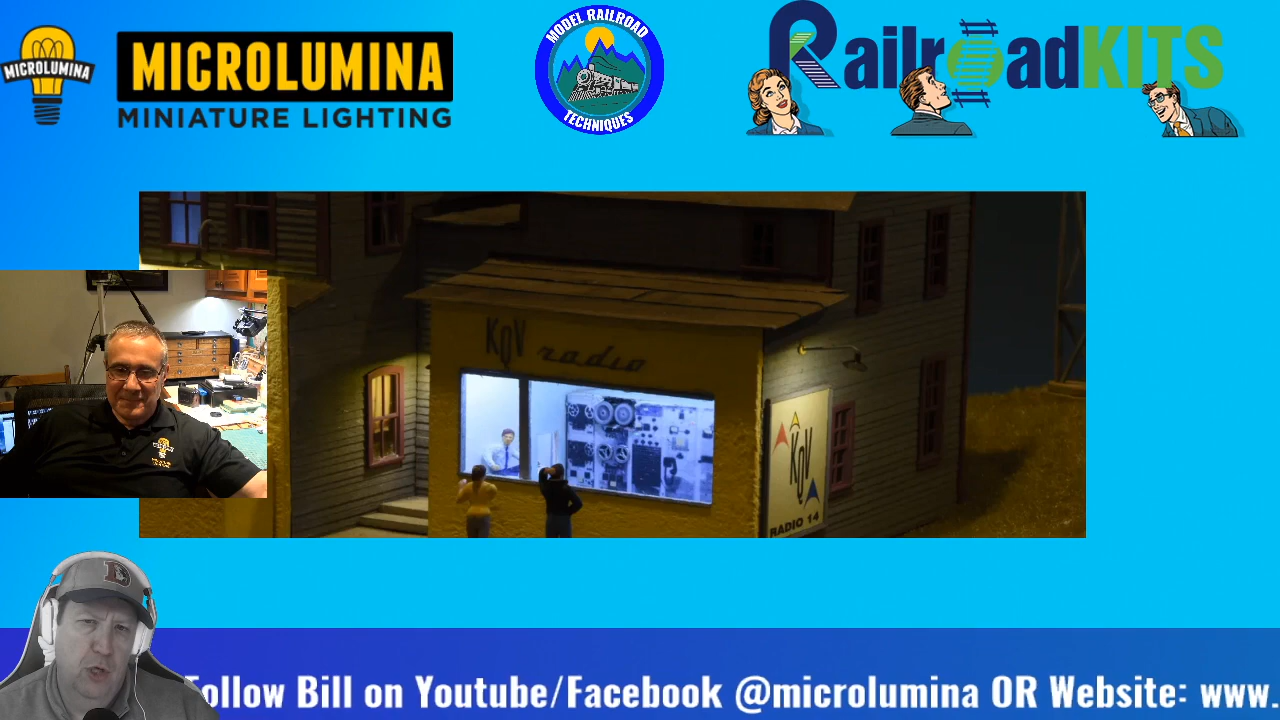 MICROLUMINA
MICROLUMINA
MINIATURE LIGHTING
MODEL RAILROAD
TECHNIQUES
RailroadKITS
KQV radio
KQV
RADIO 14
D
Follow Bill on Youtube/Facebook @microlumina OR Website: www.